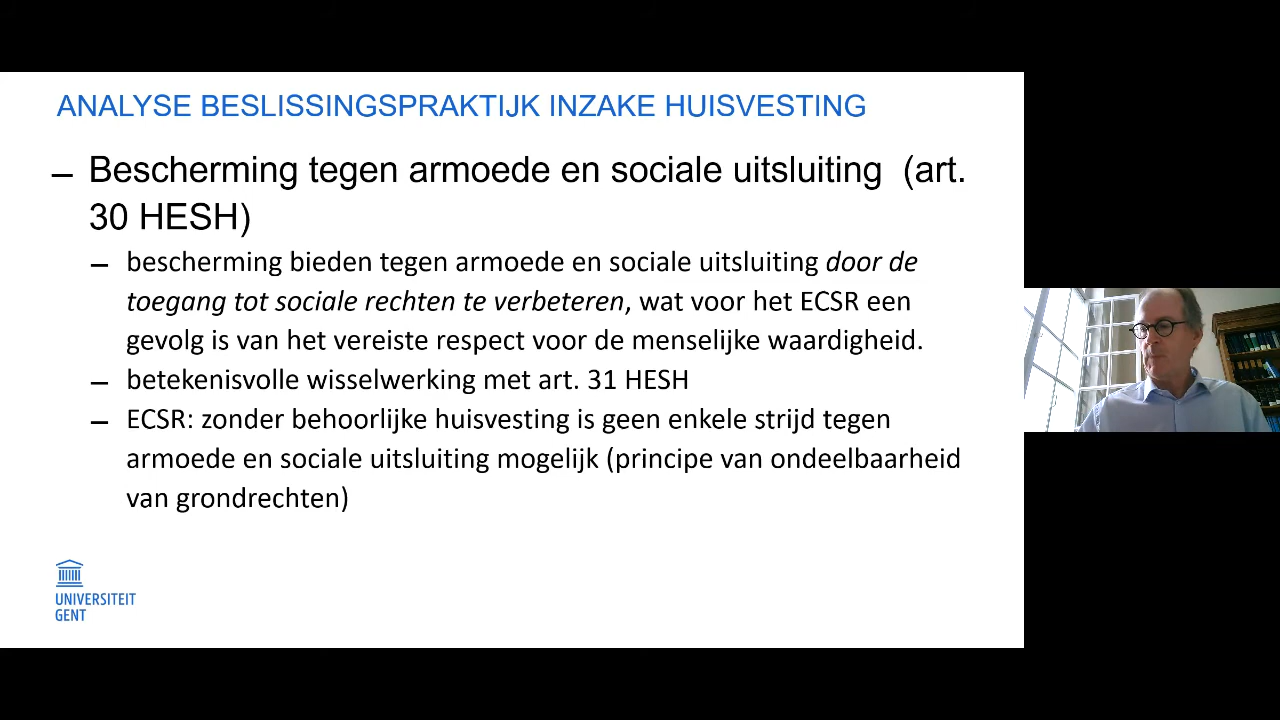 ANALYSE BESLISSINGSPRAKTIJK INZAKE HUISVESTING
– Bescherming tegen armoede en sociale uitsluiting (art.
30 HESH)
– bescherming bieden tegen armoede en sociale uitsluiting door de
toegang tot sociale rechten te verbeteren, wat voor het ECSR een
gevolg is van het vereiste respect voor de menselijke waardigheid.
– betekenisvolle wisselwerking met art. 31 HESH
– ECSR: zonder behoorlijke huisvesting is geen enkele strijd tegen
armoede en sociale uitsluiting mogelijk (principe van ondeelbaarheid
van grondrechten)
UNIVERSITEIT
GENT